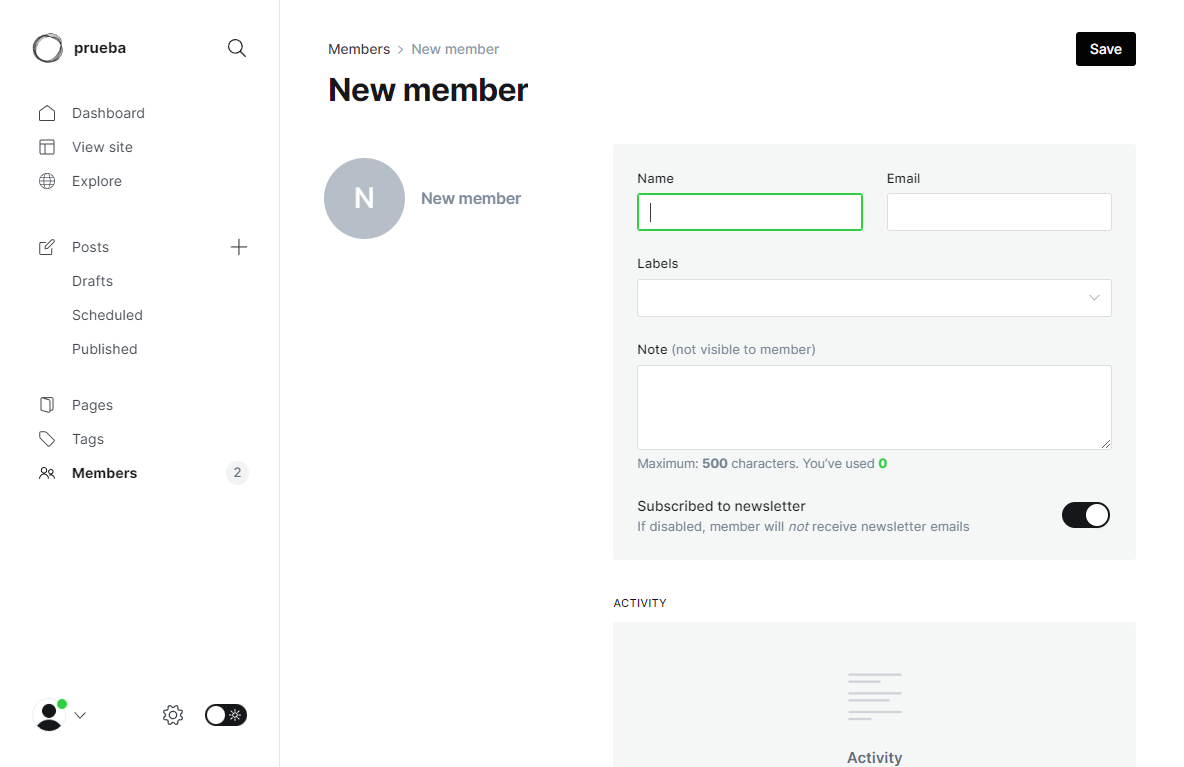 prueba
Dashboard
View site
Explore
Posts
Drafts
Scheduled
Published
Pages
Tags
Members 2
Members > New member
Save
New member
N New member
Name Email
Labels
Note (not visible to member)
Maximum: 500 characters. You've used 0
Subscribed to newsletter
If disabled, member will not receive newsletter emails
ACTIVITY
Activity